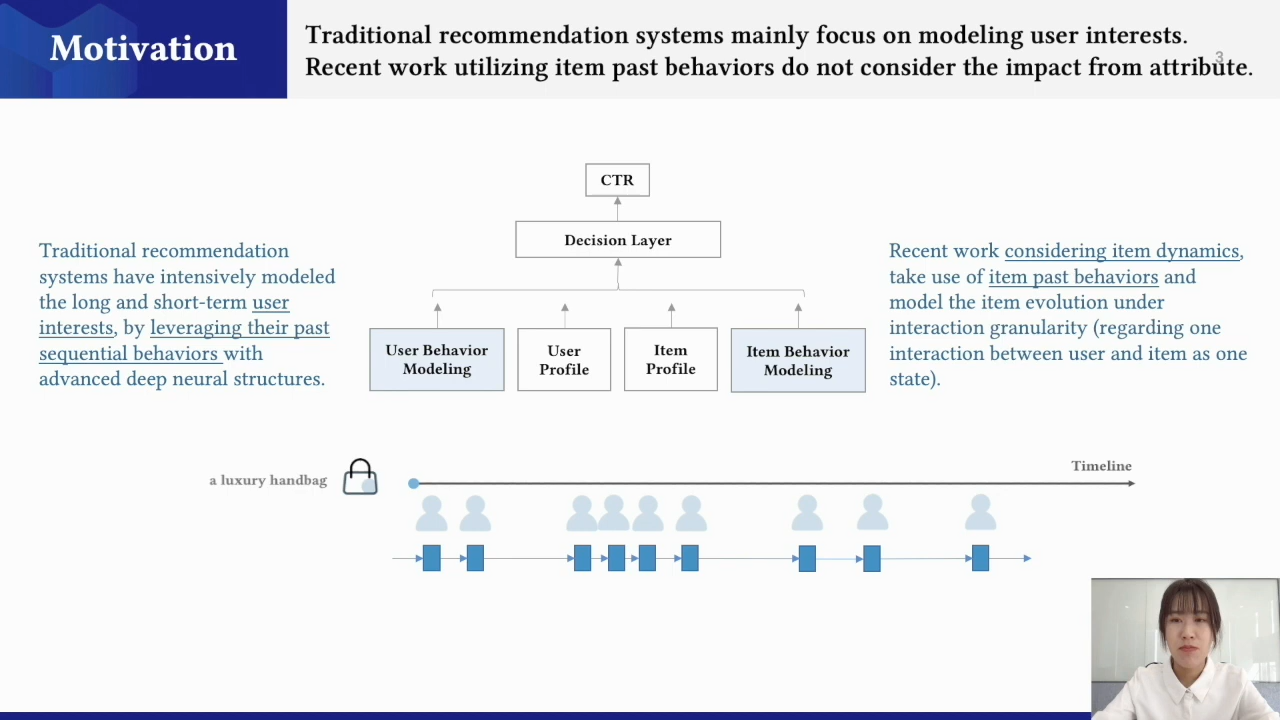 Motivation
Traditional recommendation systems mainly focus on modeling user interests.
Recent work utilizing item past behaviors do not consider the impact from attribute.
3
CTR
Decision Layer
User Behavior
Modeling
User
Profile
Item
Profile
Item Behavior
Modeling
Traditional recommendation
systems have intensively modeled
the long and short-term user
interests, by leveraging their past
sequential behaviors with
advanced deep neural structures.
Recent work considering item dynamics,
take use of item past behaviors and
model the item evolution under
interaction granularity (regarding one
interaction between user and item as one
state).
a luxury handbag
Timeline